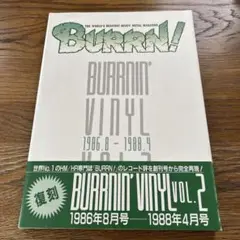 THE WORLD'S HEAVIEST HEAVY METAL MAGAZINE
BURRN!
BURRNIN'
VINYL
1986.8 - 1988.4
VOL.2
世界No.1のHM/HR専門誌“BURRN!”のレコード評を創刊号から完全再現!
復刻
BURRNIN' VINYL VOL.2
1986年8月号──1988年4月号